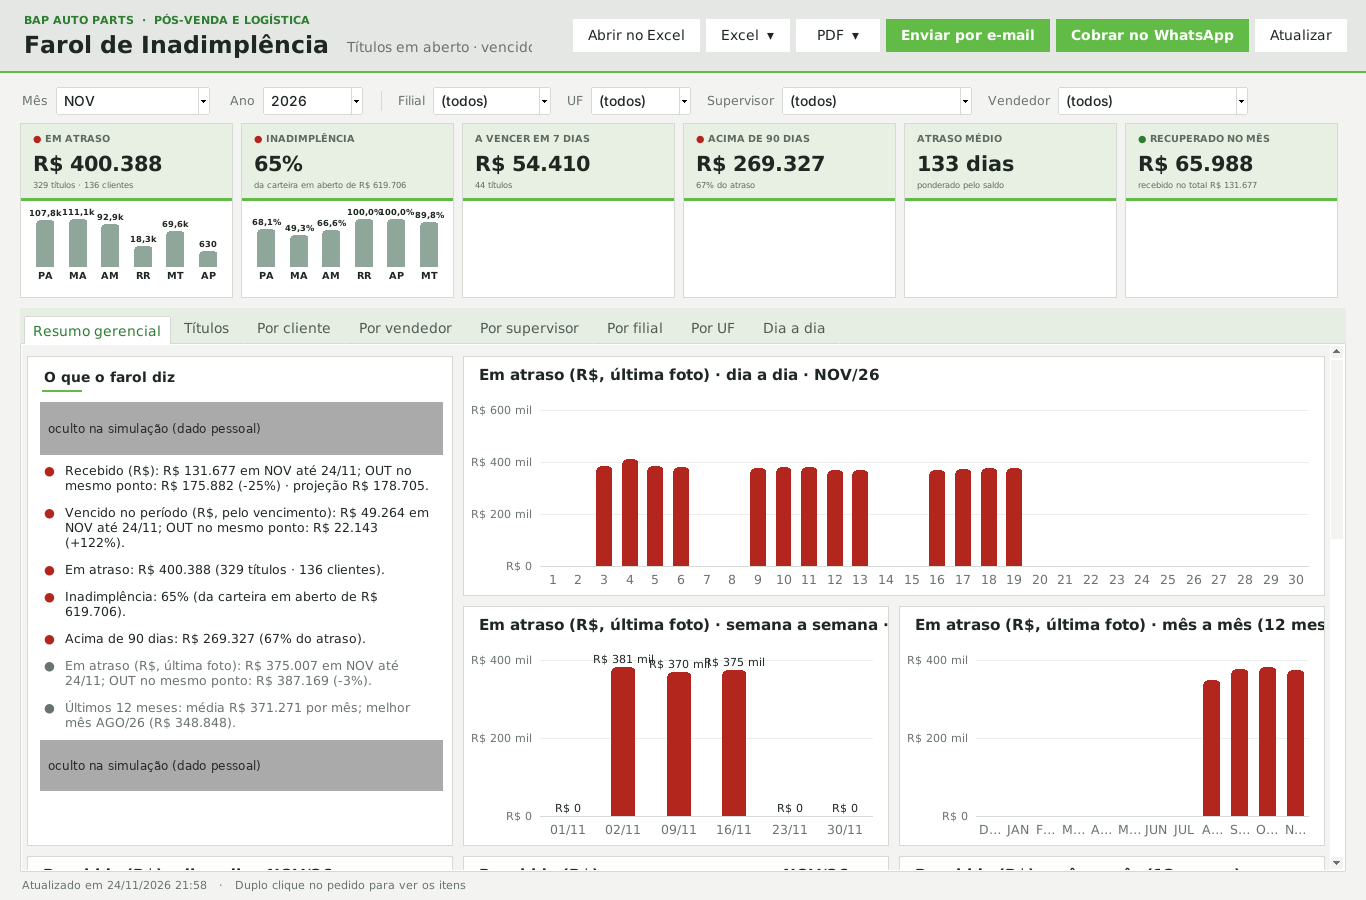 BAP AUTO PARTS · PÓS-VENDA E LOGÍSTICA
Farol de Inadimplência Títulos em aberto · vencido
Abrir no Excel Excel ▾ PDF ▾ Enviar por e-mail Cobrar no WhatsApp Atualizar
Mês NOV Ano 2026 Filial (todos) UF (todos) Supervisor (todos) Vendedor (todos)
● EM ATRASO
R$ 400.388
329 títulos · 136 clientes
107,8k 111,1k 92,9k 18,3k 69,6k 630
PA MA AM RR MT AP
● INADIMPLÊNCIA
65%
da carteira em aberto de R$ 619.706
68,1% 49,3% 66,6% 100,0% 100,0% 89,8%
PA MA AM RR AP MT
A VENCER EM 7 DIAS
R$ 54.410
44 títulos
● ACIMA DE 90 DIAS
R$ 269.327
67% do atraso
ATRASO MÉDIO
133 dias
ponderado pelo saldo
● RECUPERADO NO MÊS
R$ 65.988
recebido no total R$ 131.677
Resumo gerencial Títulos Por cliente Por vendedor Por supervisor Por filial Por UF Dia a dia
O que o farol diz
oculto na simulação (dado pessoal)
● Recebido (R$): R$ 131.677 em NOV até 24/11; OUT no
mesmo ponto: R$ 175.882 (-25%) · projeção R$ 178.705.
● Vencido no período (R$, pelo vencimento): R$ 49.264 em
NOV até 24/11; OUT no mesmo ponto: R$ 22.143
(+122%).
● Em atraso: R$ 400.388 (329 títulos · 136 clientes).
● Inadimplência: 65% (da carteira em aberto de R$
619.706).
● Acima de 90 dias: R$ 269.327 (67% do atraso).
● Em atraso (R$, última foto): R$ 375.007 em NOV até
24/11; OUT no mesmo ponto: R$ 387.169 (-3%).
● Últimos 12 meses: média R$ 371.271 por mês; melhor
mês AGO/26 (R$ 348.848).
oculto na simulação (dado pessoal)
Em atraso (R$, última foto) · dia a dia · NOV/26
R$ 600 mil
R$ 400 mil
R$ 200 mil
R$ 0
1 2 3 4 5 6 7 8 9 10 11 12 13 14 15 16 17 18 19 20 21 22 23 24 25 26 27 28 29 30
Em atraso (R$, última foto) · semana a semana ·
R$ 400 mil
R$ 200 mil
R$ 0
R$ 0 R$ 381 mil R$ 370 mil R$ 375 mil R$ 0 R$ 0
01/11 02/11 09/11 16/11 23/11 30/11
Em atraso (R$, última foto) · mês a mês (12 mes
R$ 400 mil
R$ 200 mil
R$ 0
D... JAN F... M... A... M... JUN JUL A... S... O... N...
Atualizado em 24/11/2026 21:58 · Duplo clique no pedido para ver os itens